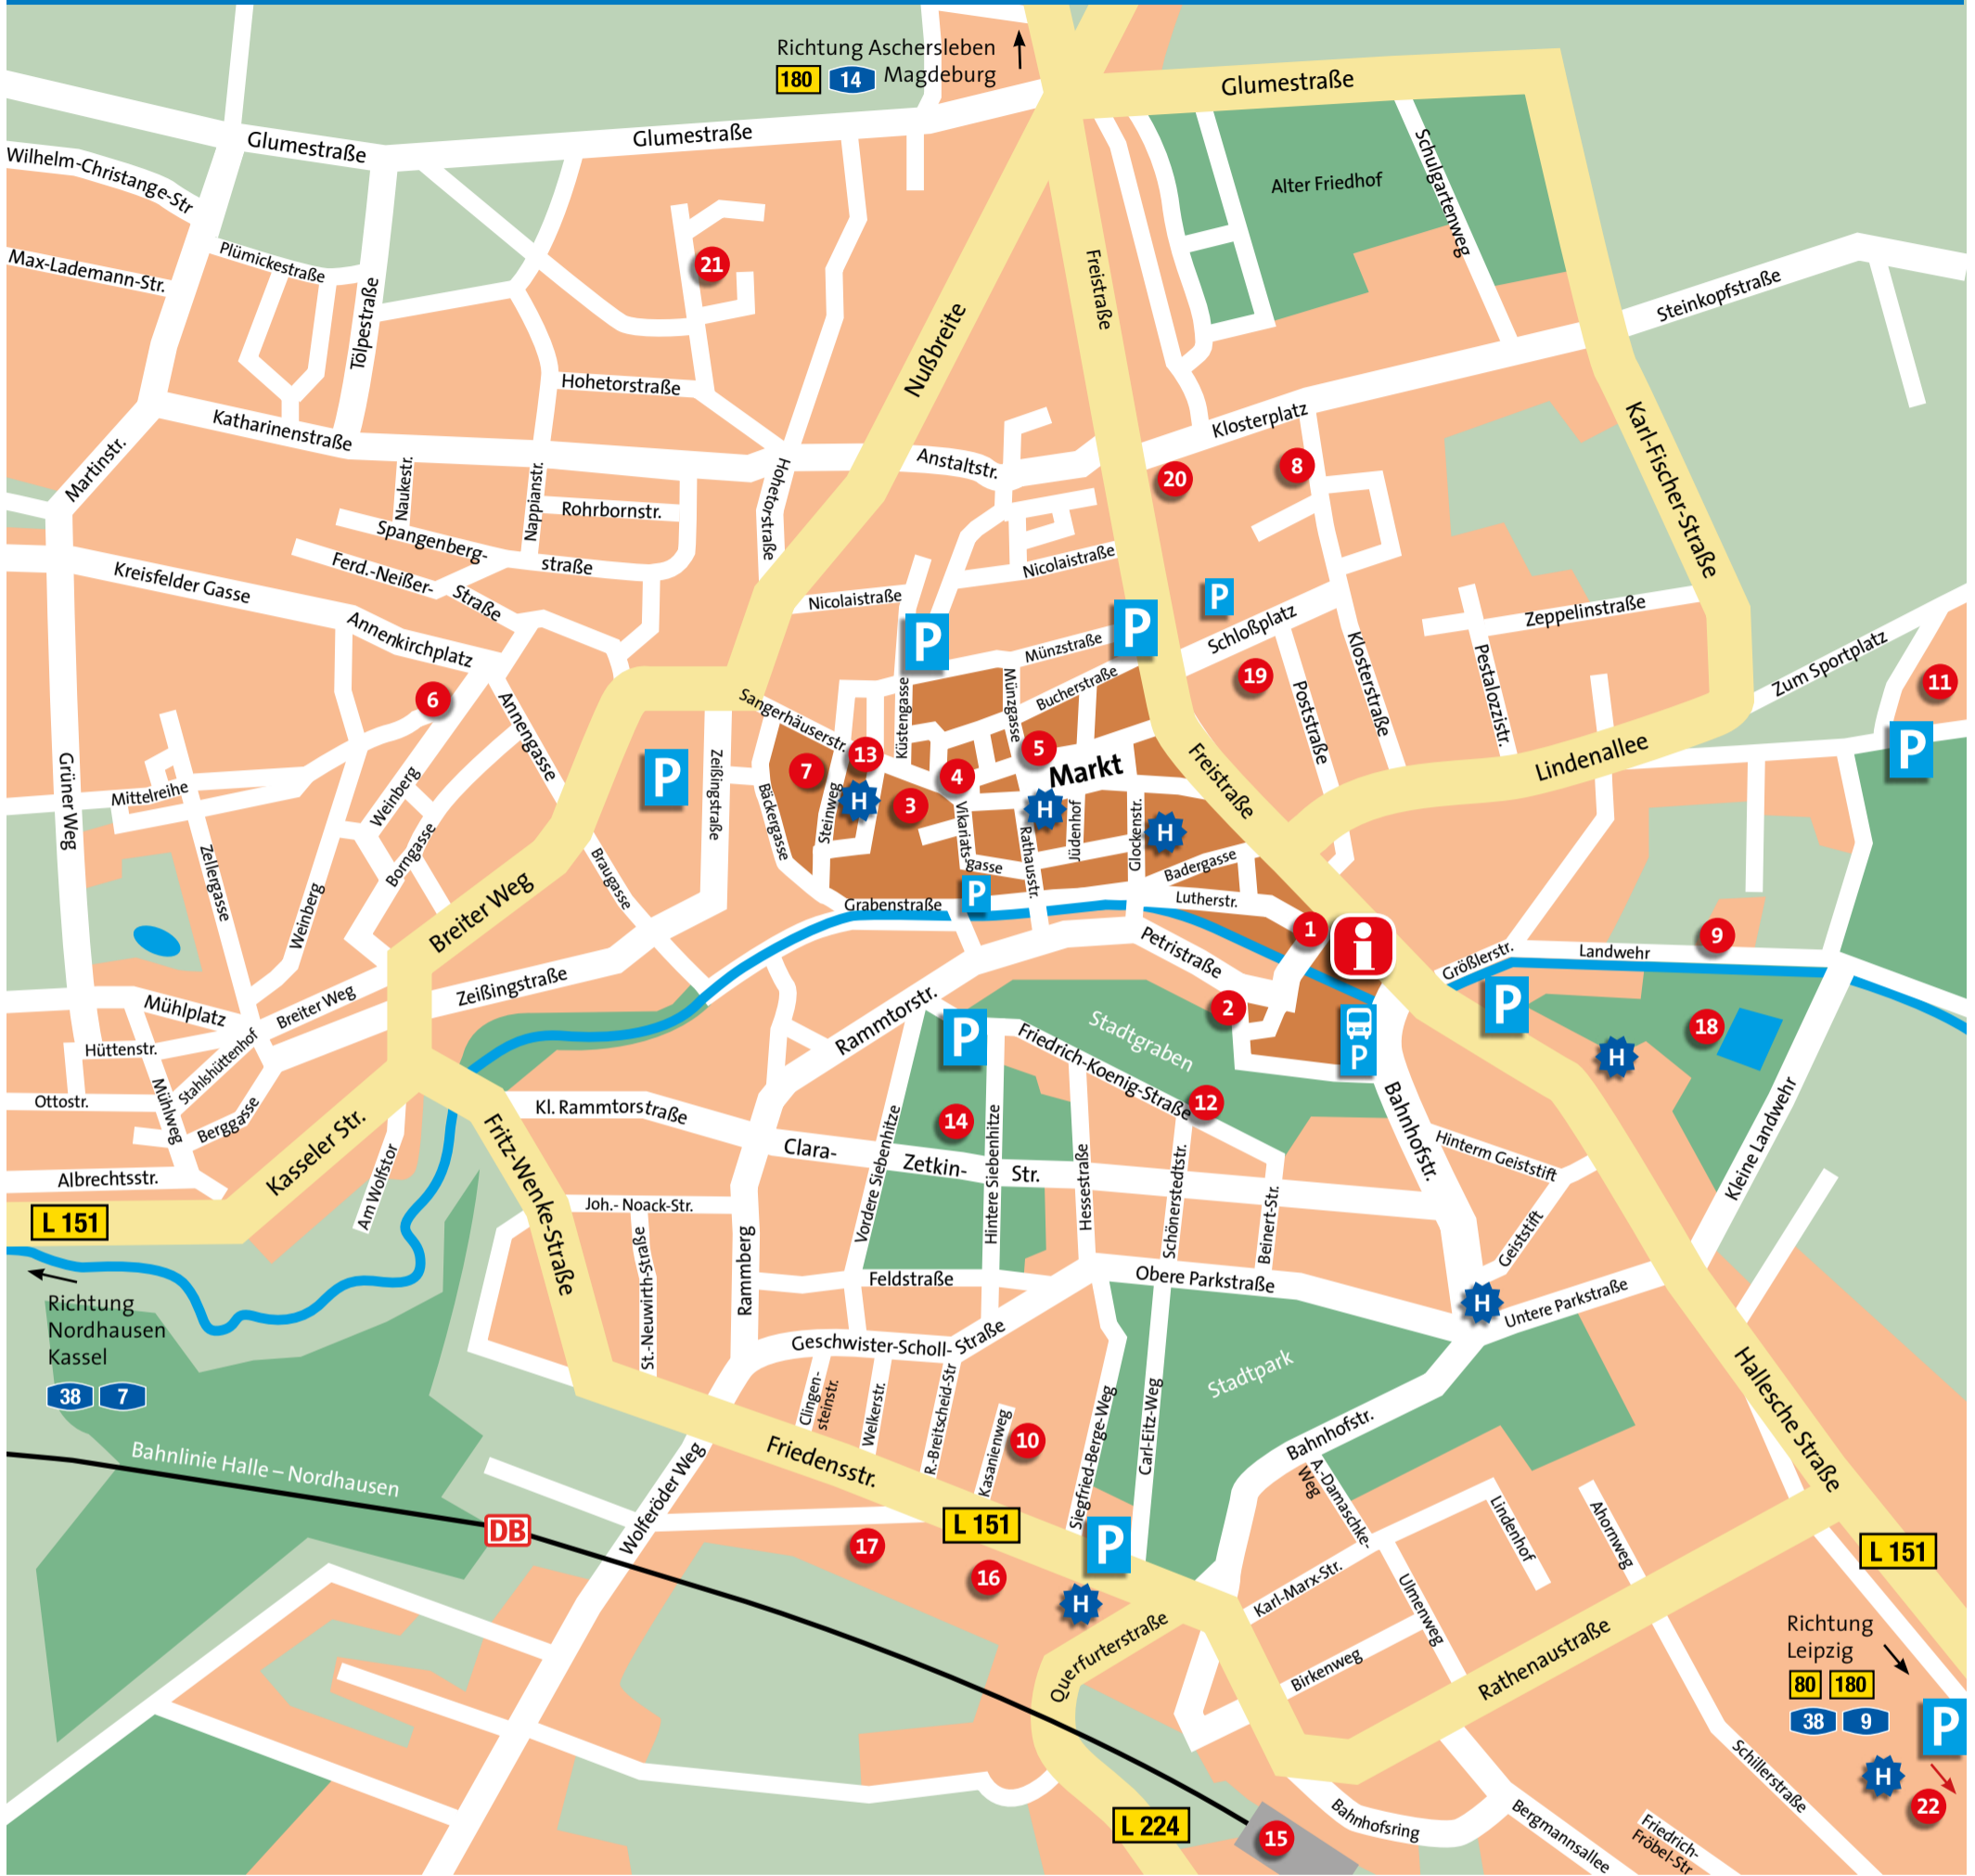 Richtung Aschersleben
180 14 Magdeburg
Glumestraße
Glumestraße
Glumestraße
Wilhelm-Christange-Str
Max-Lademann-Str.
Plümickestraße
Tölpestraße
21
Alter Friedhof
Schulgartenweg
Freistraße
Nußbreite
Steinkopfstraße
Hohetorstraße
Katharinenstraße
Martinstr.
Klosterplatz
Karl-Fischer-Straße
Anstaltstr.
20
8
Naukestr.
Nappianstr.
Rohrbornstr.
Hohetorstraße
Spangenberg-
straße
Ferd.-Neißer-
Straße
Nicolaistraße
Nicolaistraße
Kreisfelder Gasse
Annenkirchplatz
P
P
P
Schloßplatz
Zeppelinstraße
Münzstraße
Klosterstraße
Pestalozzistr.
Zum Sportplatz
6
Annengasse
Sangerhäuserstr.
Küstengasse
Münzgasse
Bucherstraße
19
Poststraße
11
Grüner Weg
Mittelreihe
Weinberg
Borngasse
P
Zeißingstraße
Bäckergasse
7
13
Steinweg
H
3
4
5
Markt
H
Vikariats-
gasse
Rathausstr.
Jüdenhof
Glockenstr.
H
Freistraße
Lindenallee
P
Zellergasse
Weinberg
Braugasse
Breiter Weg
Badergasse
Lutherstr.
Grabenstraße
P
Petristraße
1
i
Größlerstr.
Landwehr
9
Zeißingstraße
Breiter Weg
Mühlplatz
Hüttenstr.
Stahlshüttenhof
Rammtorstr.
P
Stadtgraben
2
P
P
18
H
Friedrich-Koenig-Straße
12
Ottostr.
Mühlweg
Berggasse
Kl. Rammtorstraße
14
Bahnhofstr.
Hinterm Geiststift
Kleine Landwehr
Kasseler Str.
Fritz-Wenke-Straße
Clara-
Zetkin-
Str.
Albrechtsstr.
Am Wolfstor
Vordere Siebenhitze
Hintere Siebenhitze
Hessestraße
Schönerstedtstr.
Beinert-Str.
Geiststift
L 151
Joh.- Noack-Str.
St.-Neuwirth-Straße
Rammberg
Feldstraße
Obere Parkstraße
H
Untere Parkstraße
Richtung
Nordhausen
Kassel
38 7
Geschwister-Scholl-
Straße
Stadtpark
Hallesche Straße
Clingen-
steinstr.
Welkerstr.
R.-Breitscheid-Str
Kasanienweg
10
Siegfried-Berge-Weg
Carl-Eitz-Weg
Bahnhofstr.
Bahnlinie Halle – Nordhausen
DB
Wolferöder Weg
Friedensstr.
A.-Damaschke-
Weg
Lindenhof
Ahornweg
17
L 151
P
L 151
16
H
Karl-Marx-Str.
Ulmenweg
Querfurterstraße
Birkenweg
Rathenaustraße
Richtung
Leipzig
80 180
38 9
P
H
22
Schillerstraße
L 224
15
Bahnhofsring
Bergmannsallee
Friedrich-
Fröbel-Str